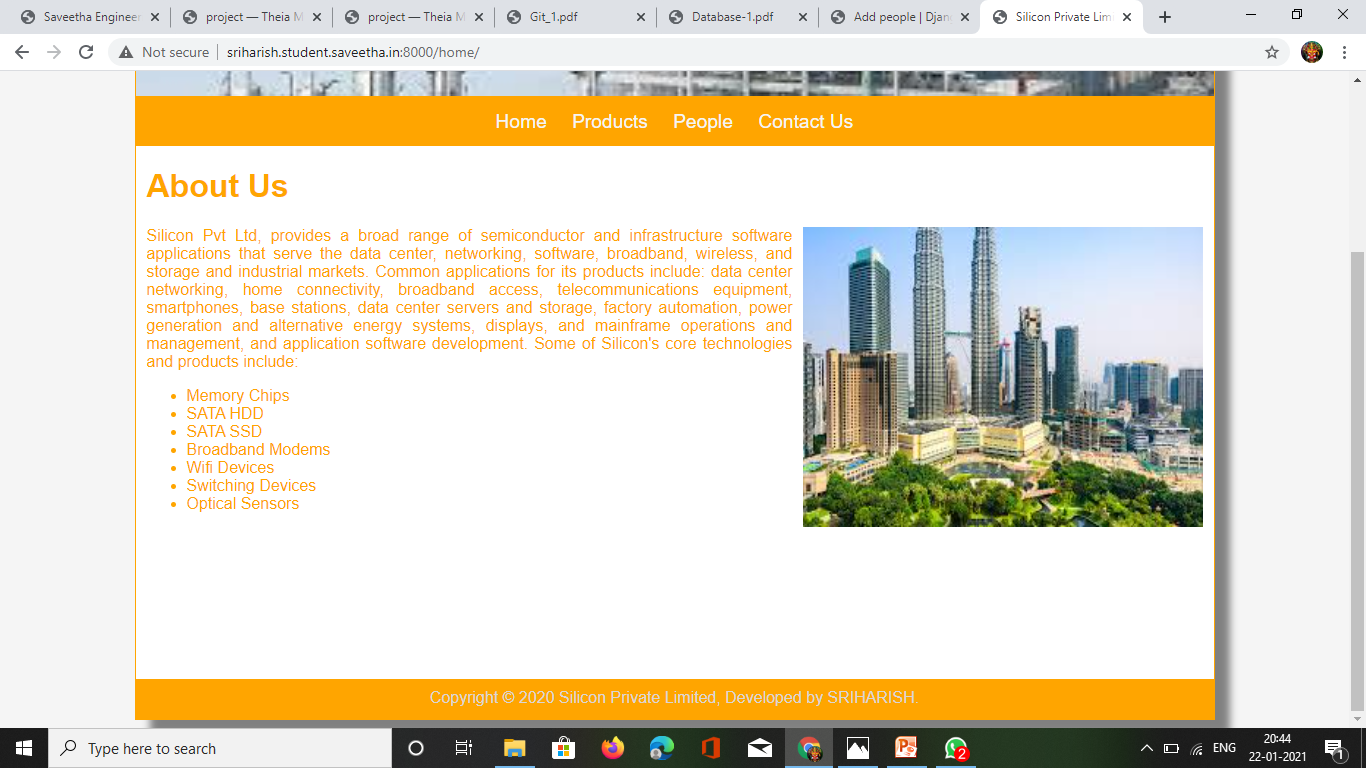 Saveetha Engineer
project — Theia M
project — Theia M
Git_1.pdf
Database-1.pdf
Add people | Djan
Silicon Private Lim
Not secure | sriharish.student.saveetha.in:8000/home/
Home Products People Contact Us
About Us
Silicon Pvt Ltd, provides a broad range of semiconductor and infrastructure software
applications that serve the data center, networking, software, broadband, wireless, and
storage and industrial markets. Common applications for its products include: data center
networking, home connectivity, broadband access, telecommunications equipment,
smartphones, base stations, data center servers and storage, factory automation, power
generation and alternative energy systems, displays, and mainframe operations and
management, and application software development. Some of Silicon's core technologies
and products include:
Memory Chips
SATA HDD
SATA SSD
Broadband Modems
Wifi Devices
Switching Devices
Optical Sensors
Copyright © 2020 Silicon Private Limited, Developed by SRIHARISH.
Type here to search
2
ENG
20:44
22-01-2021
1